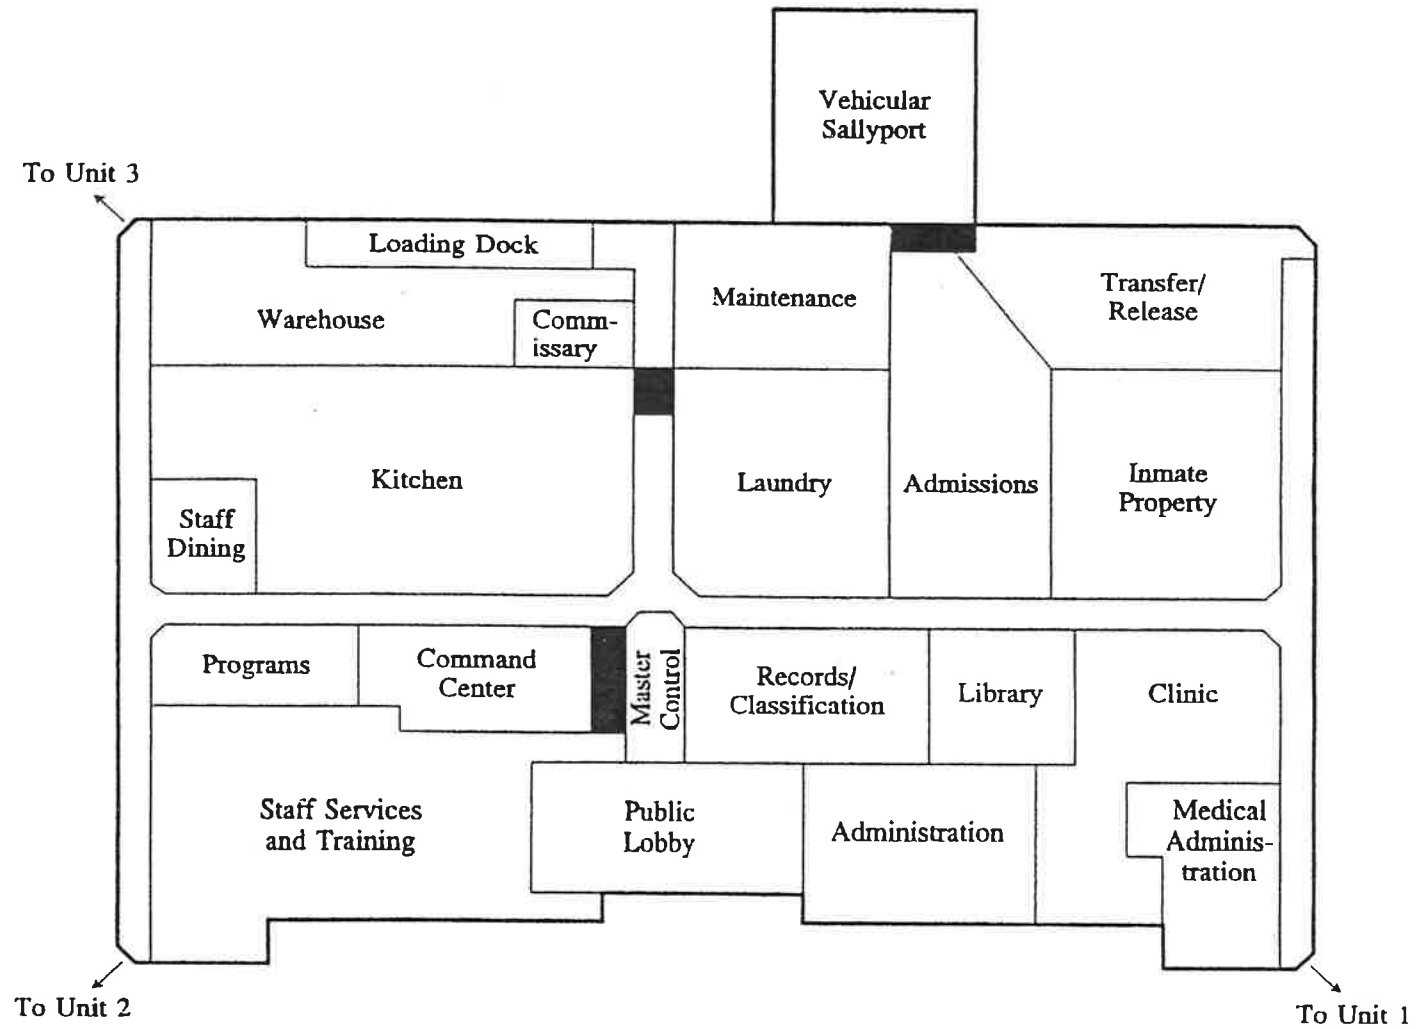 Vehicular
Sallyport
To Unit 3
Loading Dock
Warehouse
Comm-
issary
Maintenance
Transfer/
Release
Kitchen
Staff
Dining
Laundry
Admissions
Inmate
Property
Programs
Command
Center
Master
Control
Records/
Classification
Library
Clinic
Staff Services
and Training
Public
Lobby
Administration
Medical
Adminis-
tration
To Unit 2
To Unit 1